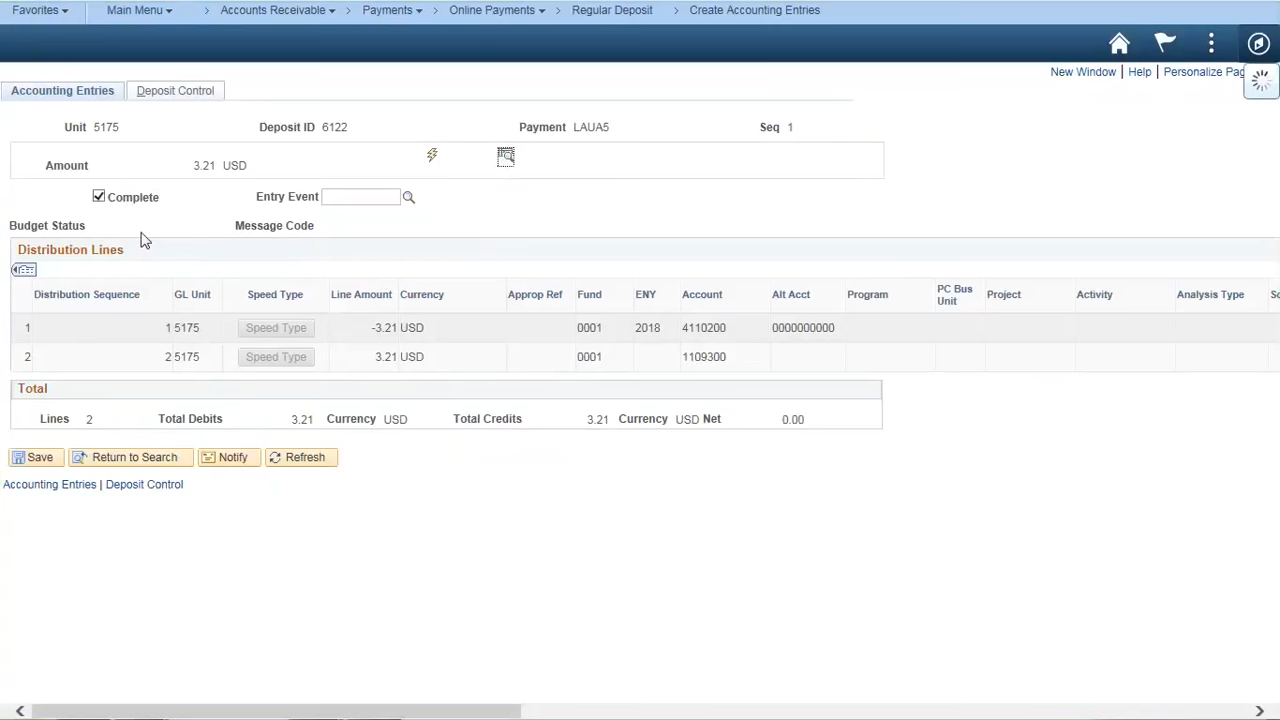 Favorites Main Menu > Accounts Receivable > Payments > Online Payments > Regular Deposit > Create Accounting Entries
New Window | Help | Personalize Pag
Accounting Entries Deposit Control
Unit 5175 Deposit ID 6122 Payment LAUA5 Seq 1
Amount 3.21 USD
Complete Entry Event
Budget Status Message Code
Distribution Lines
Distribution Sequence GL Unit Speed Type Line Amount Currency Approp Ref Fund ENY Account Alt Acct Program PC Bus Unit Project Activity Analysis Type So
1 1 5175 Speed Type -3.21 USD 0001 2018 4110200 0000000000
2 2 5175 Speed Type 3.21 USD 0001 1109300
Total
Lines 2 Total Debits 3.21 Currency USD Total Credits 3.21 Currency USD Net 0.00
Save Return to Search Notify Refresh
Accounting Entries | Deposit Control